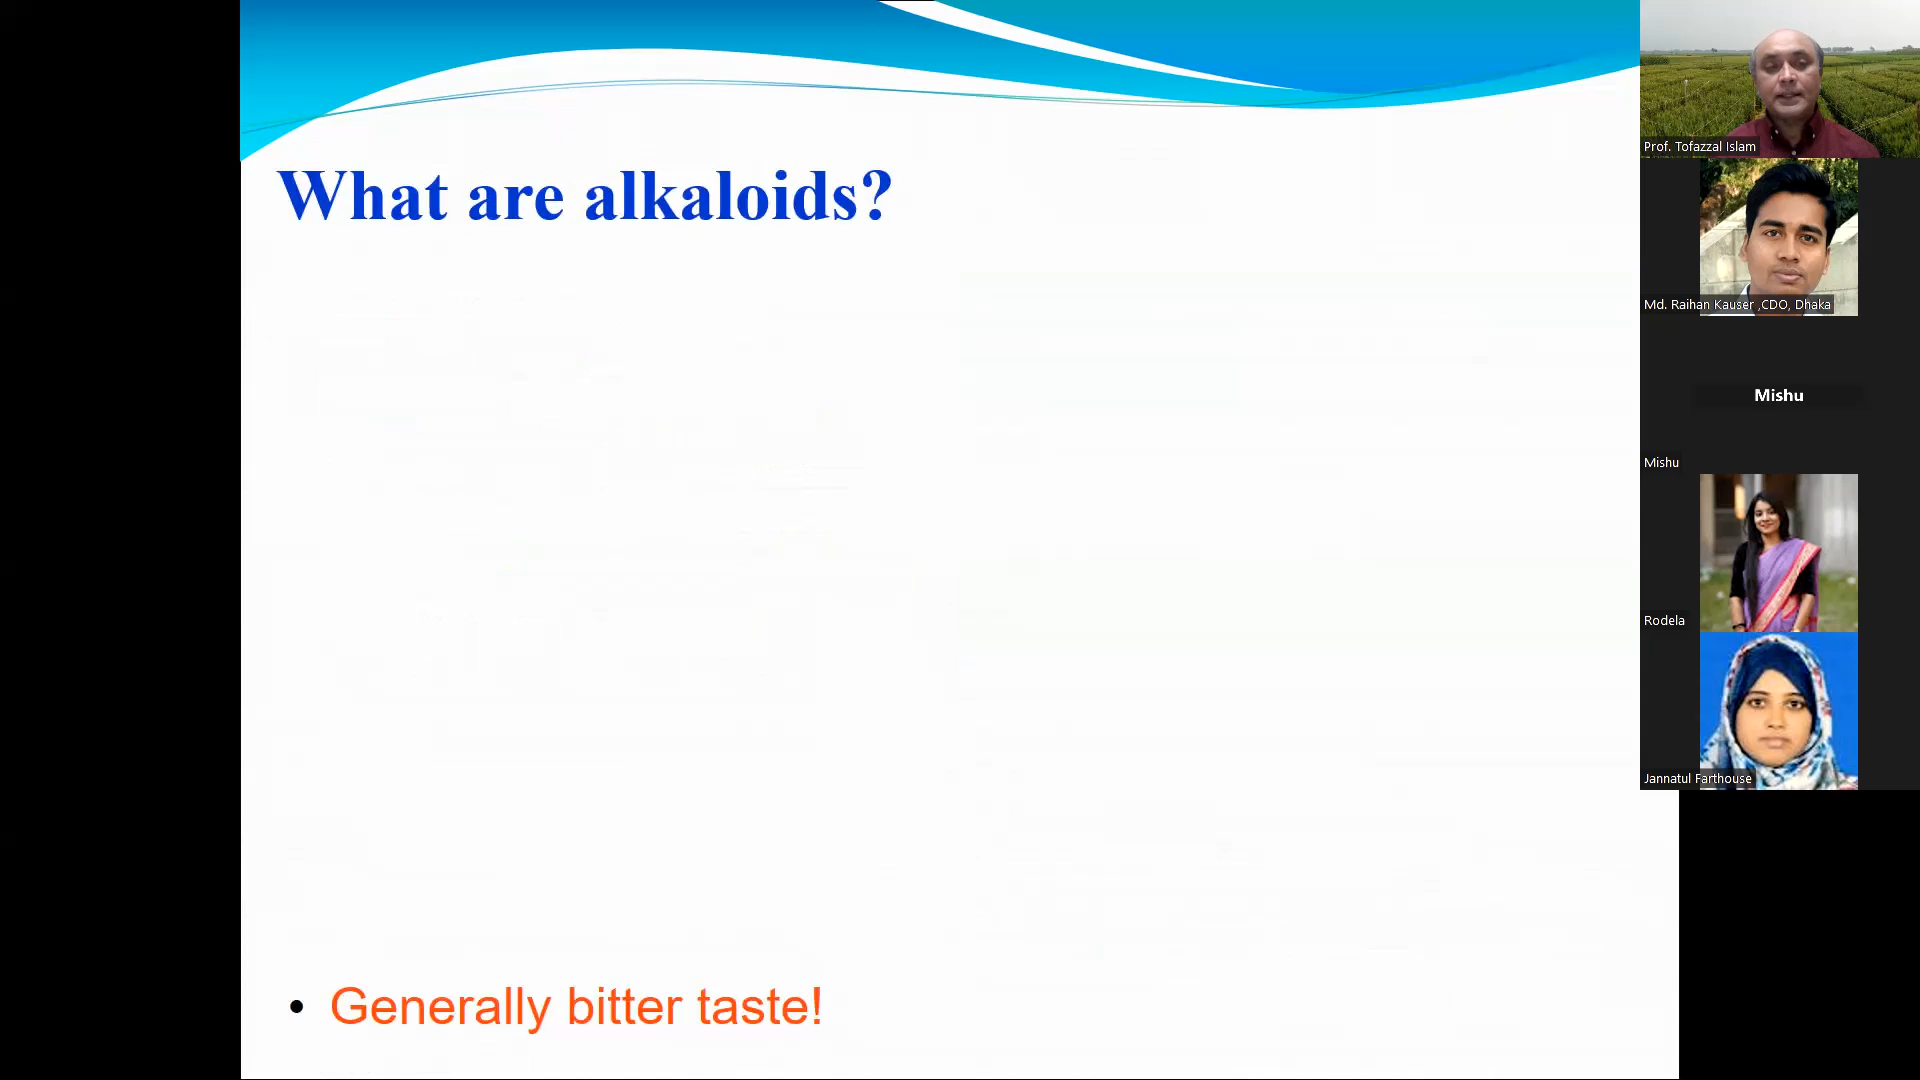 What are alkaloids?
• Generally bitter taste!
Prof. Tofazzal Islam
Md. Raihan Kauser ,CDO, Dhaka
Mishu
Mishu
Rodela
Jannatul Farthouse